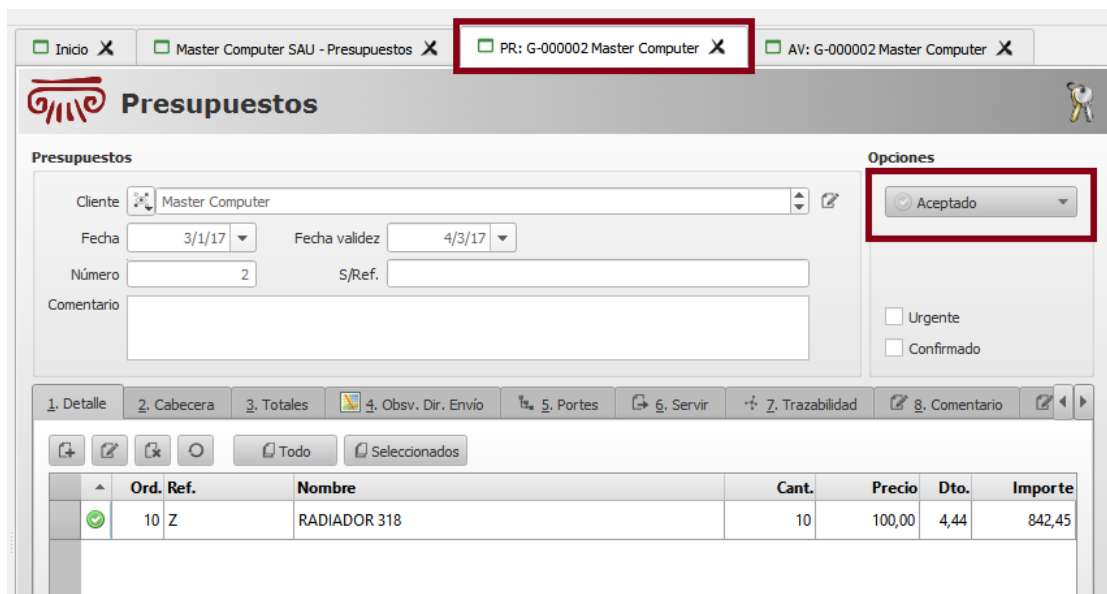 Inicio Master Computer SAU - Presupuestos PR: G-000002 Master Computer AV: G-000002 Master Computer
Presupuestos
Presupuestos Opciones
Cliente Master Computer Aceptado
Fecha 3/1/17 Fecha validez 4/3/17
Número 2 S/Ref.
Comentario
Urgente
Confirmado
1. Detalle 2. Cabecera 3. Totales 4. Obsv. Dir. Envío 5. Portes 6. Servir 7. Trazabilidad 8. Comentario
Todo Seleccionados
Ord. Ref. Nombre Cant. Precio Dto. Importe
10 Z RADIADOR 318 10 100,00 4,44 842,45